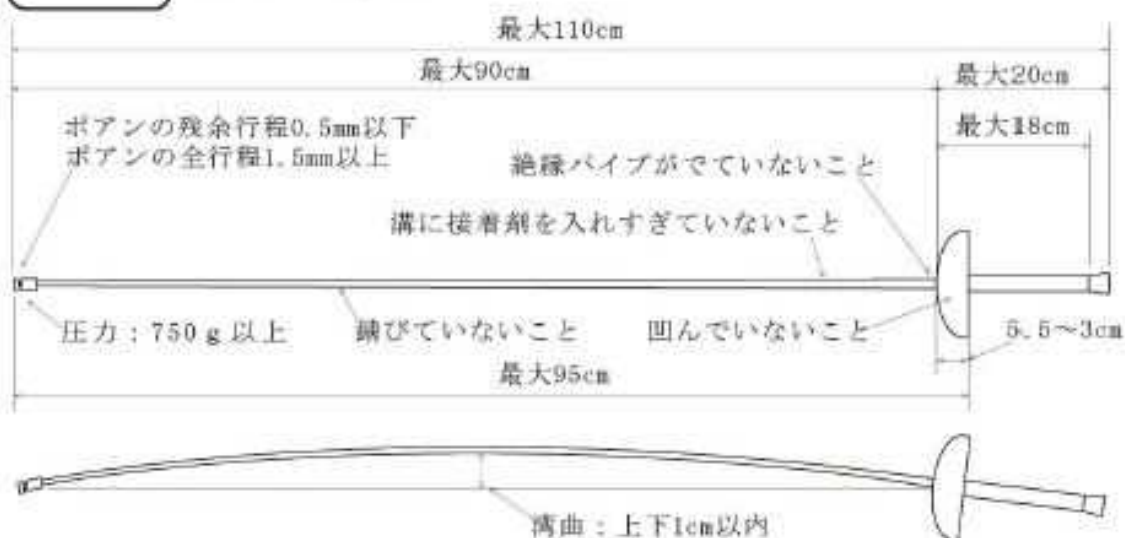 最大110cm
最大90cm
最大20cm
ポアンの残余行程0.5mm以下
ポアンの全行程1.5mm以上
最大18cm
絶縁パイプがでていないこと
溝に接着剤を入れすぎていないこと
圧力：750ｇ以上
錆びていないこと
凹んでいないこと
5.5～3cm
最大95cm
湾曲：上下1cm以内